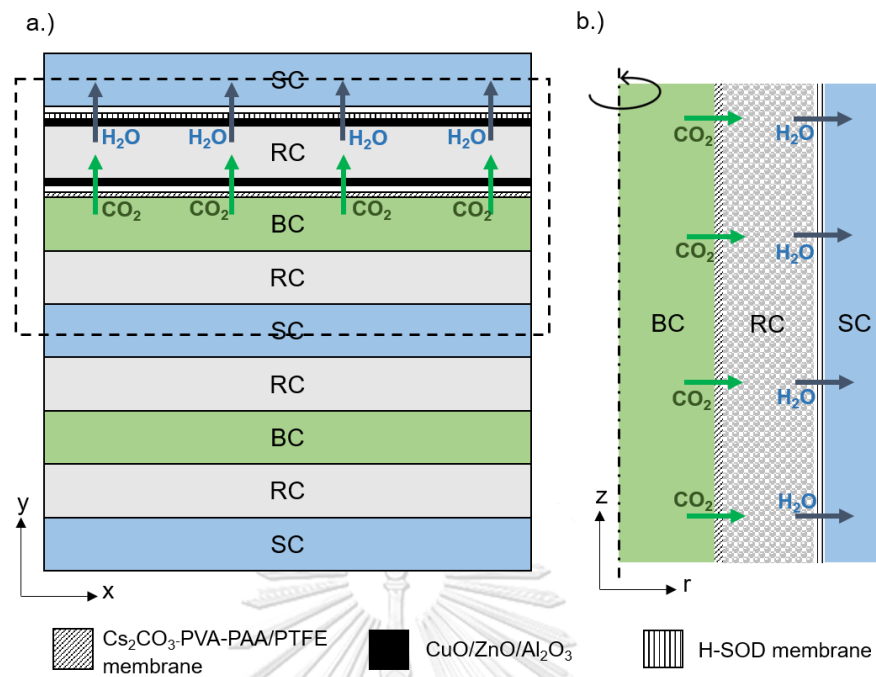 a.)
b.)
SC
H₂O H₂O H₂O H₂O
RC
CO₂ CO₂ CO₂ CO₂
BC
RC
SC
RC
BC
RC
SC
y
x
CO₂
H₂O
CO₂
H₂O
BC
RC
SC
CO₂
H₂O
CO₂
H₂O
z
r
Cs₂CO₃-PVA-PAA/PTFE
membrane
CuO/ZnO/Al₂O₃
H-SOD membrane